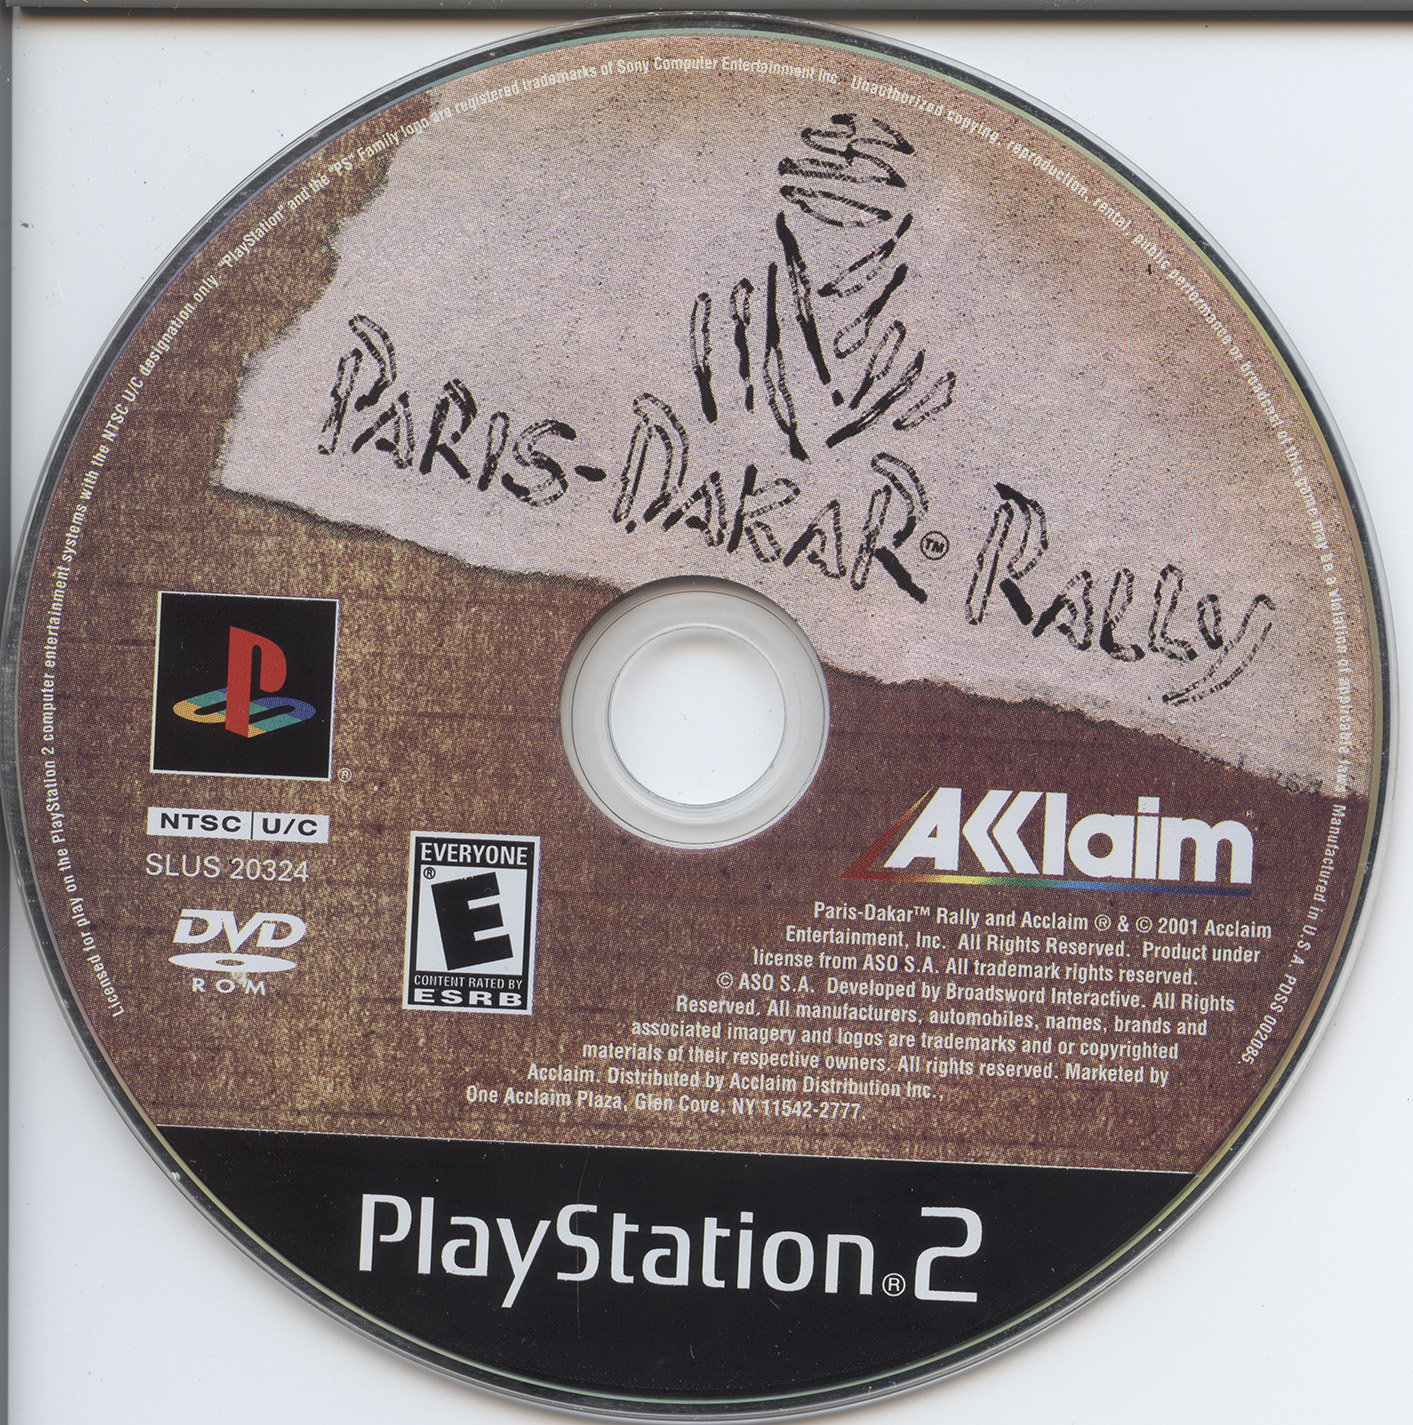 Licensed for play on the PlayStation 2 computer entertainment systems with the NTSC U/C designation only. "PlayStation" and the "PS" Family logo are registered trademarks of Sony Computer Entertainment Inc. Unauthorized copying, reproduction, rental, public performance or broadcast of this game may be a violation of applicable laws. Manufactured in U.S.A. PDSS 002085
PARIS-DAKAR™ RALLY
®
NTSC U/C
SLUS 20324
DVD
ROM
EVERYONE
®
E
CONTENT RATED BY
ESRB
AKKlaim®
Paris-Dakar™ Rally and Acclaim ® & © 2001 Acclaim
Entertainment, Inc. All Rights Reserved. Product under
license from ASO S.A. All trademark rights reserved.
© ASO S.A. Developed by Broadsword Interactive. All Rights
Reserved. All manufacturers, automobiles, names, brands and
associated imagery and logos are trademarks and or copyrighted
materials of their respective owners. All rights reserved. Marketed by
Acclaim. Distributed by Acclaim Distribution Inc.,
One Acclaim Plaza, Glen Cove, NY 11542-2777.
PlayStation®2